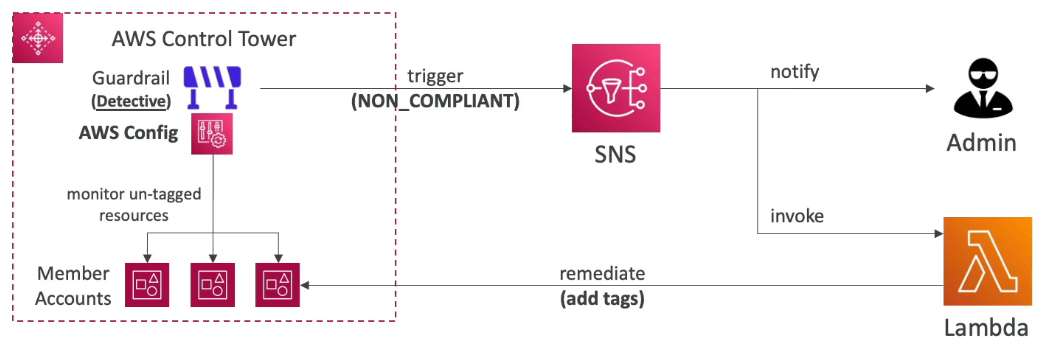 AWS Control Tower
Guardrail
(Detective)
AWS Config
trigger
(NON_COMPLIANT)
SNS
notify
Admin
invoke
monitor un-tagged
resources
Member
Accounts
remediate
(add tags)
Lambda